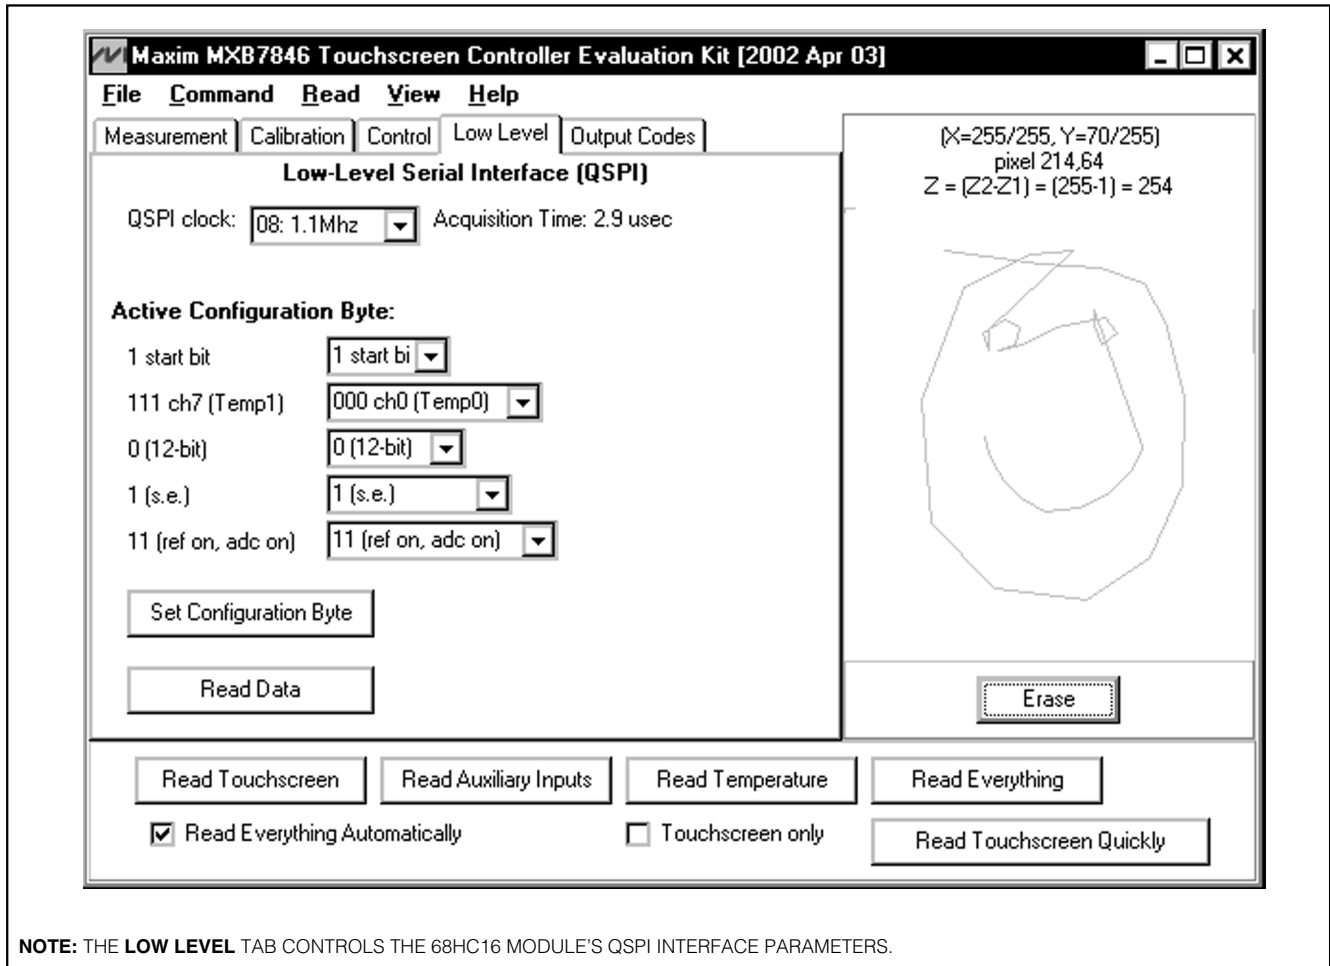 Maxim MXB7846 Touchscreen Controller Evaluation Kit [2002 Apr 03]
File Command Read View Help
Measurement Calibration Control Low Level Output Codes
Low-Level Serial Interface (QSPI)
QSPI clock: 08: 1.1Mhz Acquisition Time: 2.9 usec
Active Configuration Byte:
1 start bit 1 start bi
111 ch7 (Temp1) 000 ch0 (Temp0)
0 (12-bit) 0 (12-bit)
1 (s.e.) 1 (s.e.)
11 (ref on, adc on) 11 (ref on, adc on)
Set Configuration Byte
Read Data
(X=255/255, Y=70/255)
pixel 214,64
Z = (Z2-Z1) = (255-1) = 254
Erase
Read Touchscreen Read Auxiliary Inputs Read Temperature Read Everything
Read Everything Automatically Touchscreen only Read Touchscreen Quickly
NOTE: THE LOW LEVEL TAB CONTROLS THE 68HC16 MODULE'S QSPI INTERFACE PARAMETERS.